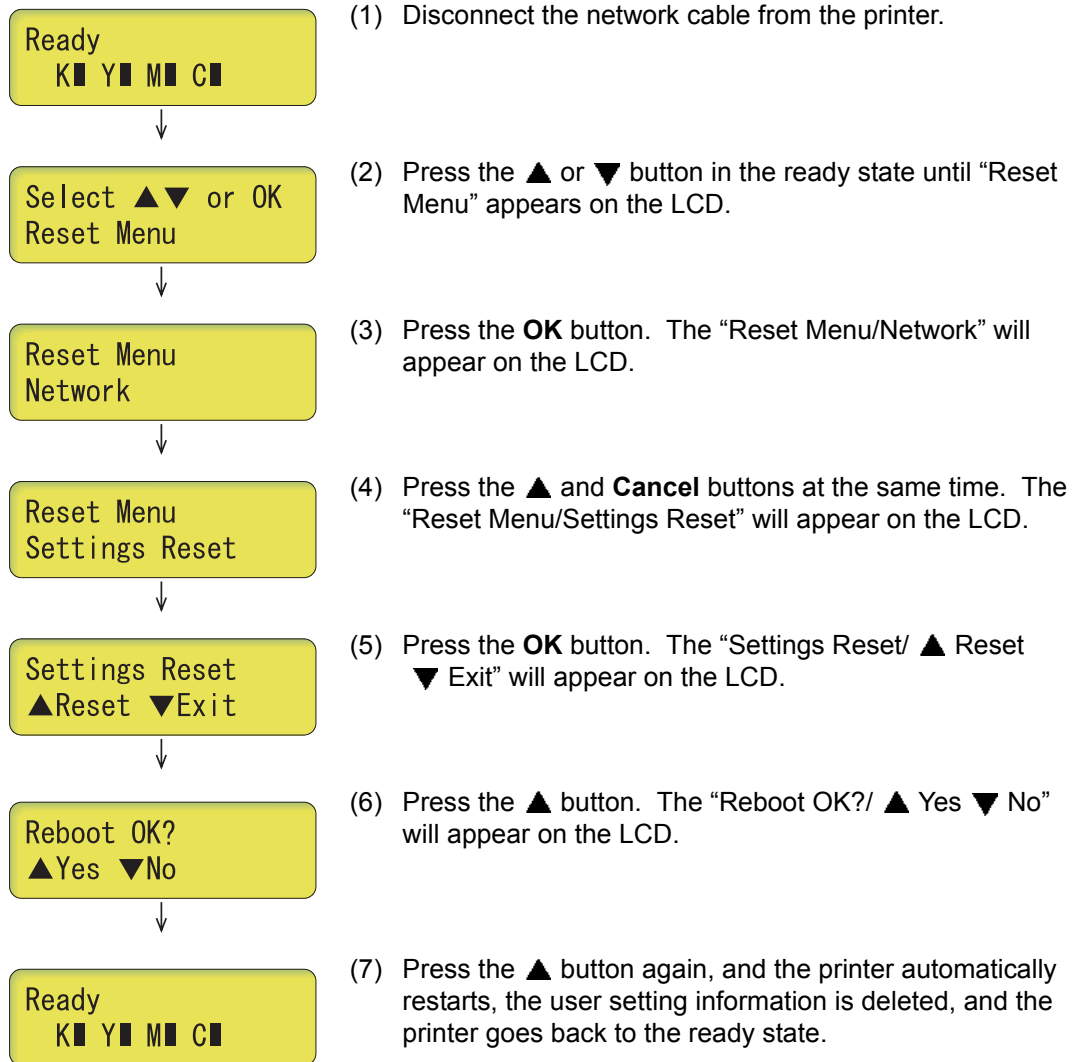 Ready
K▮ Y▮ M▮ C▮
(1) Disconnect the network cable from the printer.
Select ▲▼ or OK
Reset Menu
(2) Press the ▲ or ▼ button in the ready state until “Reset
Menu” appears on the LCD.
Reset Menu
Network
(3) Press the OK button. The “Reset Menu/Network” will
appear on the LCD.
Reset Menu
Settings Reset
(4) Press the ▲ and Cancel buttons at the same time. The
“Reset Menu/Settings Reset” will appear on the LCD.
Settings Reset
▲Reset ▼Exit
(5) Press the OK button. The “Settings Reset/ ▲ Reset
▼ Exit” will appear on the LCD.
Reboot OK?
▲Yes ▼No
(6) Press the ▲ button. The “Reboot OK?/ ▲ Yes ▼ No”
will appear on the LCD.
Ready
K▮ Y▮ M▮ C▮
(7) Press the ▲ button again, and the printer automatically
restarts, the user setting information is deleted, and the
printer goes back to the ready state.